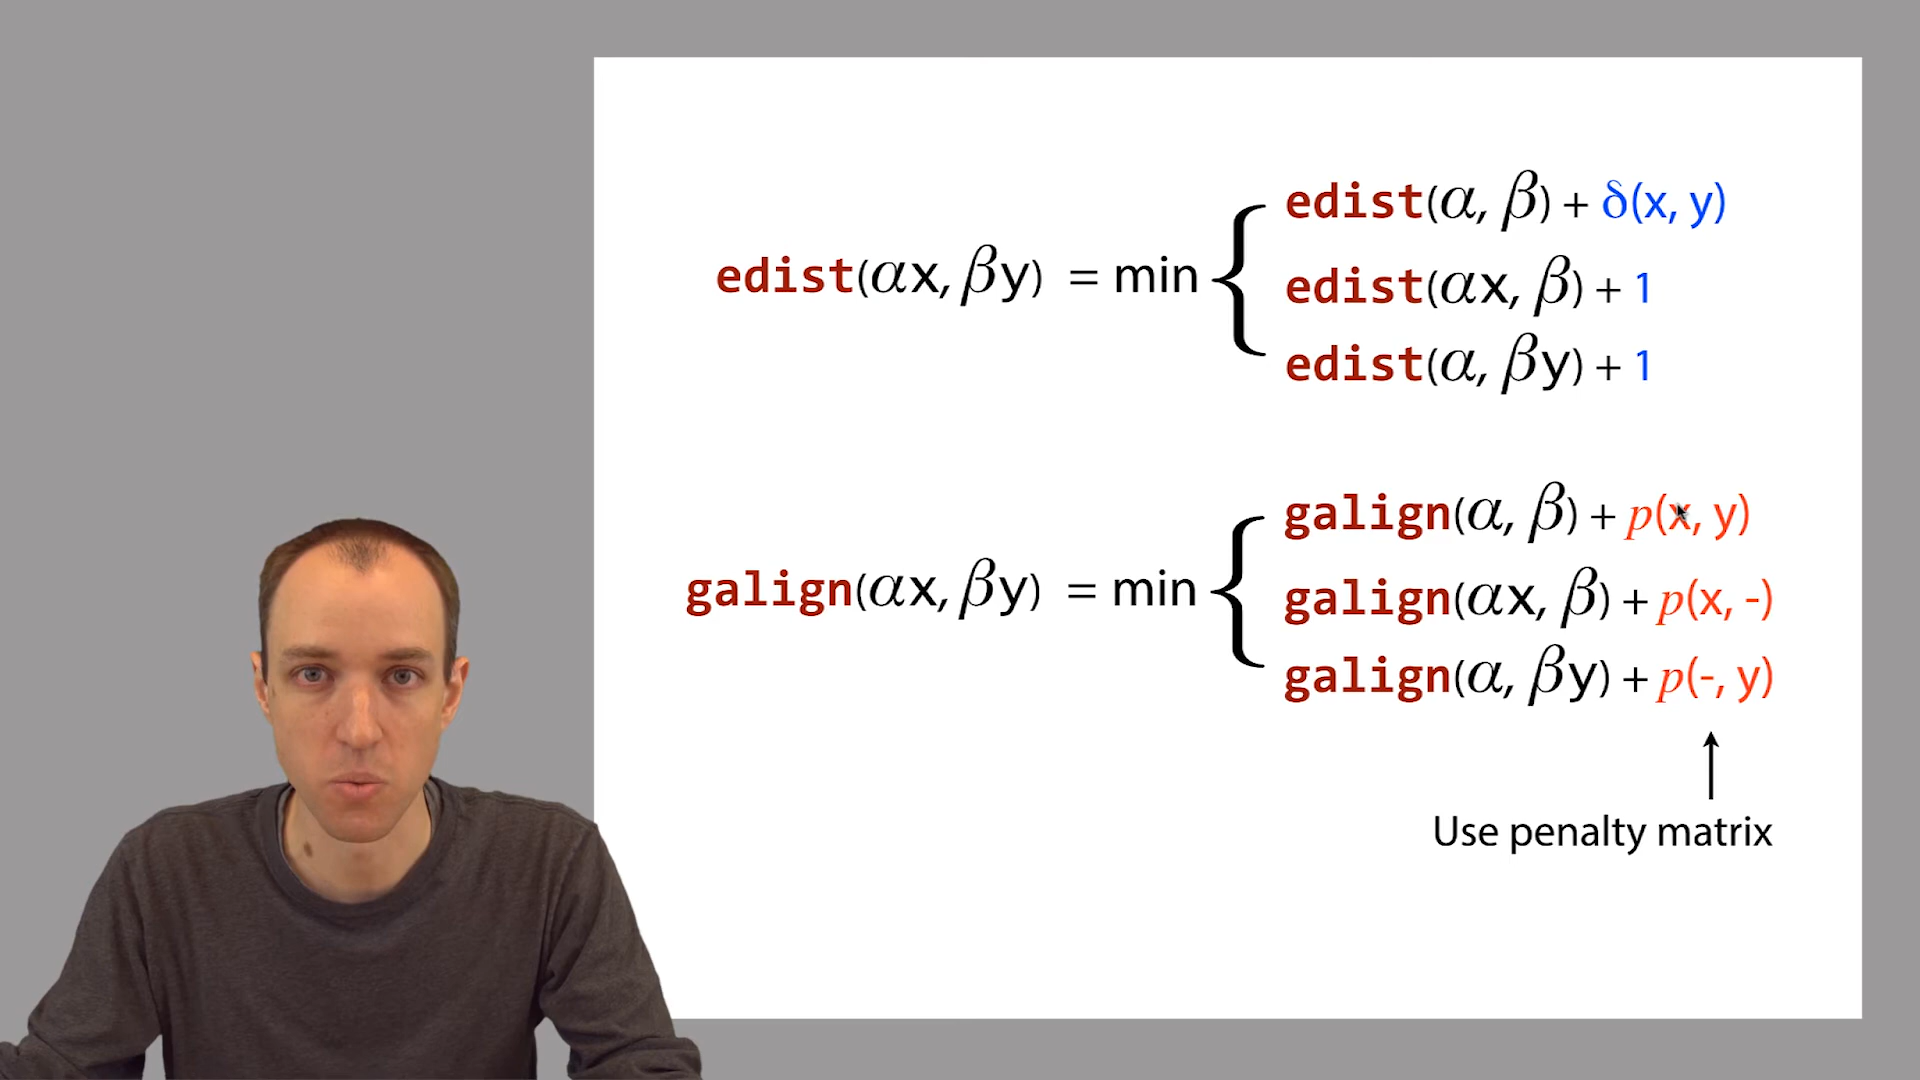 edist(αx, βy) = min { edist(α, β) + δ(x, y)
edist(αx, β) + 1
edist(α, βy) + 1
galign(αx, βy) = min { galign(α, β) + p(x, y)
galign(αx, β) + p(x, -)
galign(α, βy) + p(-, y)
Use penalty matrix